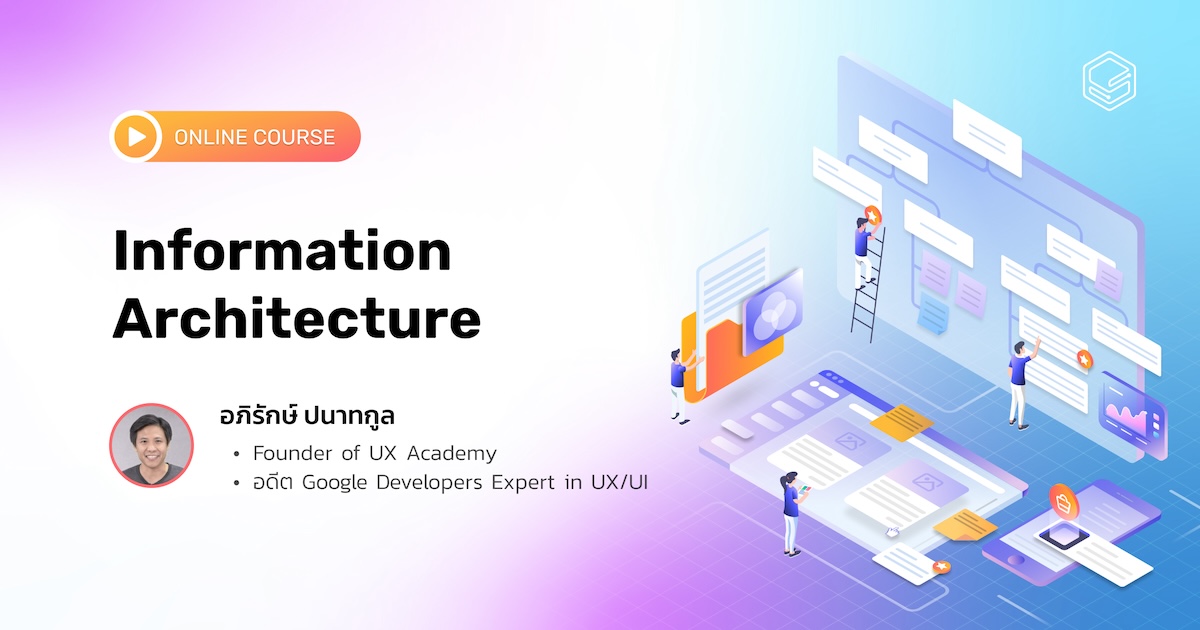 ONLINE COURSE
Information
Architecture
อภิรักษ์ ปนาทกูล
• Founder of UX Academy
• อดีต Google Developers Expert in UX/UI